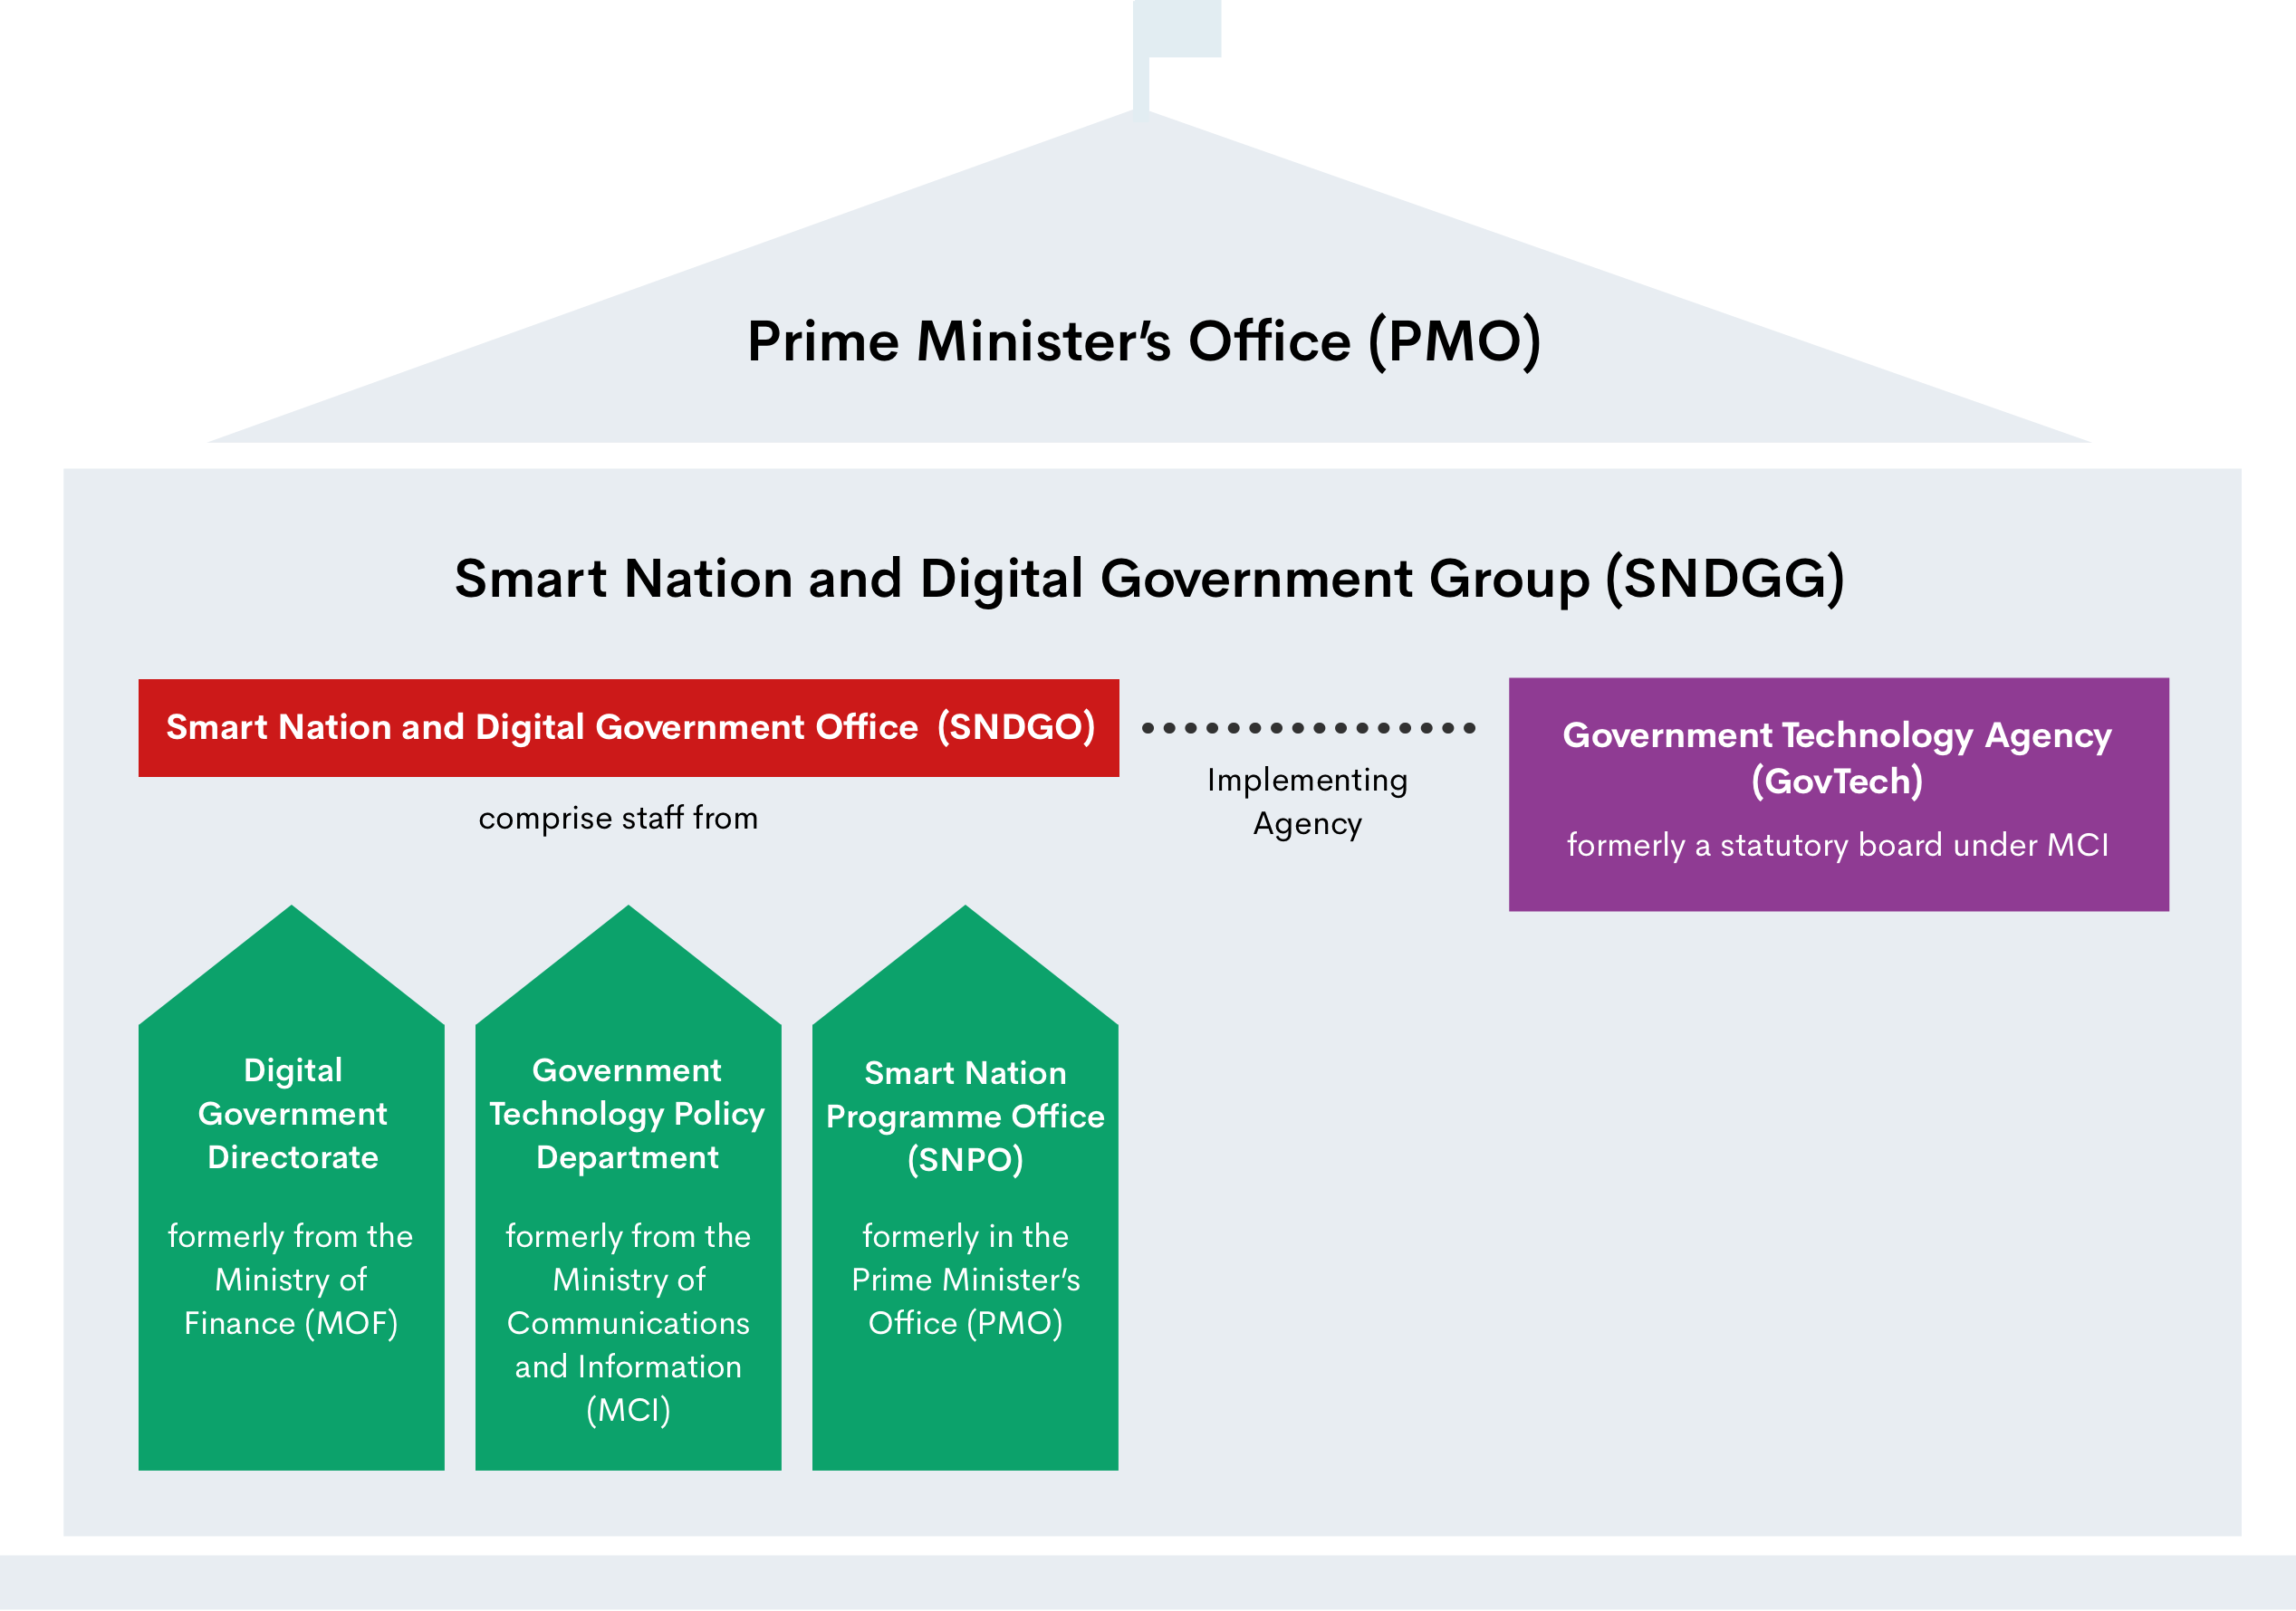 Prime Minister’s Office (PMO)
Smart Nation and Digital Government Group (SNDGG)
Smart Nation and Digital Government Office (SNDGO)
comprise staff from
Implementing
Agency
Government Technology Agency
(GovTech)
formerly a statutory board under MCI
Digital
Government
Directorate
formerly from the
Ministry of
Finance (MOF)
Government
Technology Policy
Department
formerly from the
Ministry of
Communications
and Information
(MCI)
Smart Nation
Programme Office
(SNPO)
formerly in the
Prime Minister’s
Office (PMO)